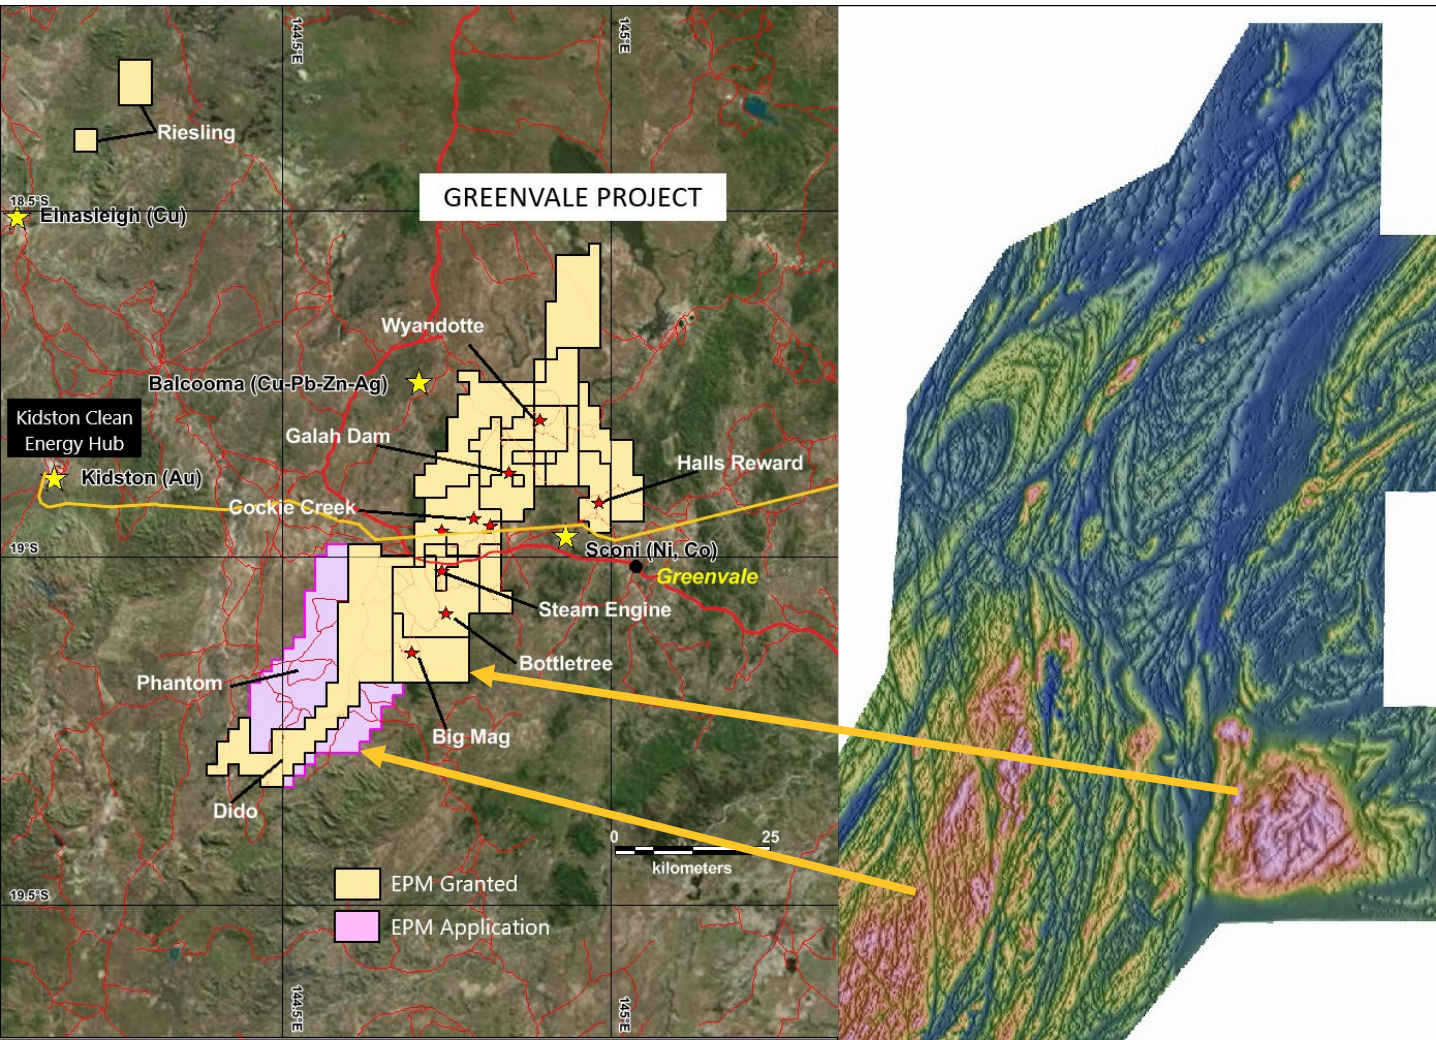 144.5°E
145°E
Riesling
GREENVALE PROJECT
18.5°S
Einasleigh (Cu)
Wyandotte
Balcooma (Cu-Pb-Zn-Ag)
Kidston Clean
Energy Hub
Galah Dam
Halls Reward
Kidston (Au)
Cockie Creek
19°S
Sconi (Ni, Co)
Greenvale
Steam Engine
Bottletree
Phantom
Big Mag
Dido
0
25
kilometers
EPM Granted
19.5°S
EPM Application
144.5°E
145°E